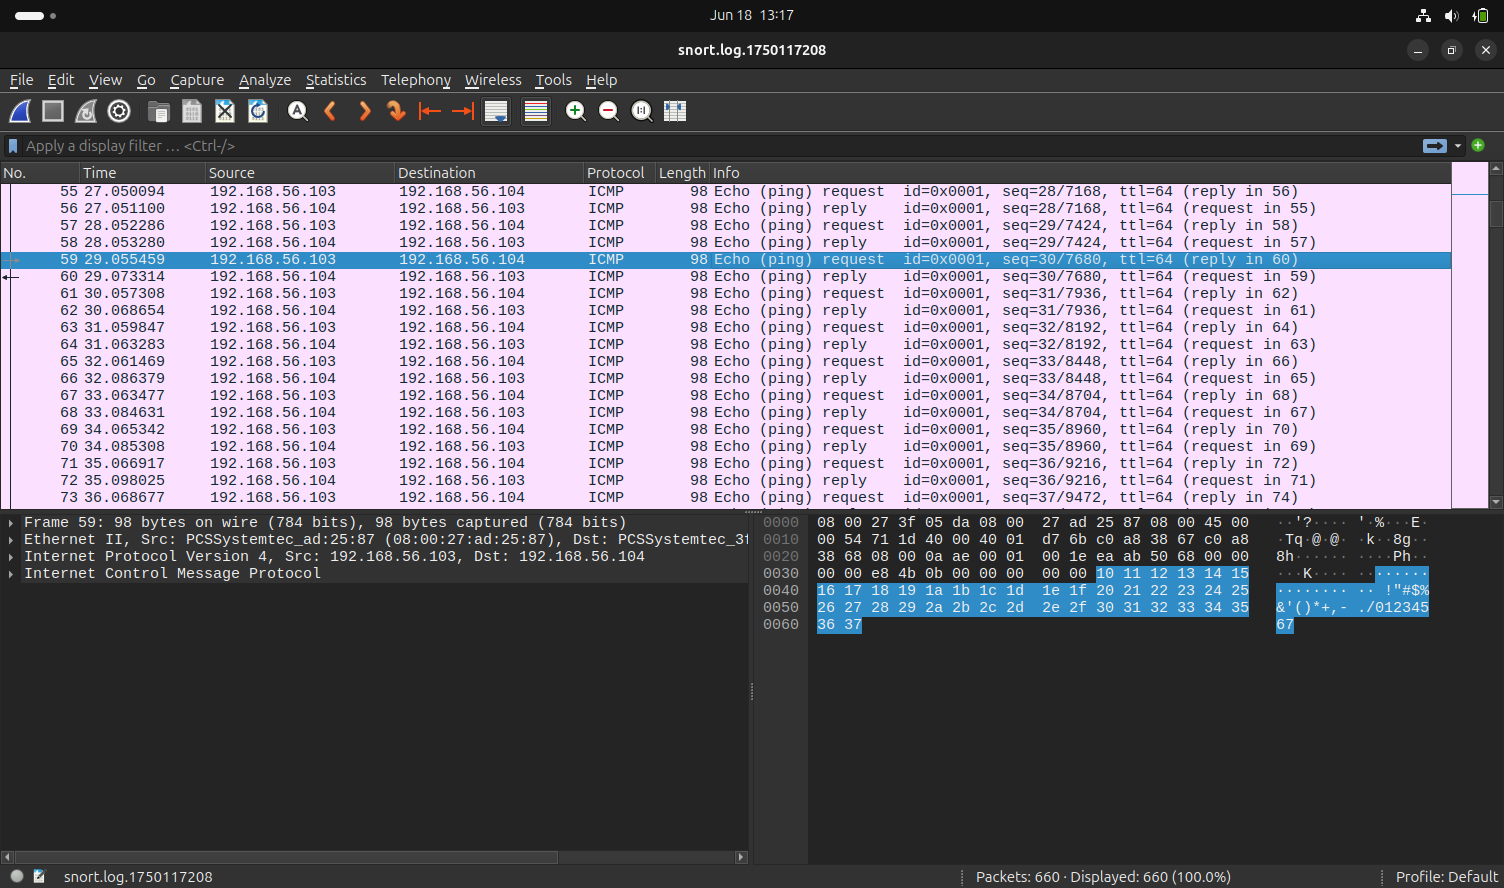 Jun 18 13:17
snort.log.1750117208
File Edit View Go Capture Analyze Statistics Telephony Wireless Tools Help
Apply a display filter … <Ctrl-/>
No. Time Source Destination Protocol Length Info
55 27.050094 192.168.56.103 192.168.56.104 ICMP 98 Echo (ping) request id=0x0001, seq=28/7168, ttl=64 (reply in 56)
56 27.051100 192.168.56.104 192.168.56.103 ICMP 98 Echo (ping) reply id=0x0001, seq=28/7168, ttl=64 (request in 55)
57 28.052286 192.168.56.103 192.168.56.104 ICMP 98 Echo (ping) request id=0x0001, seq=29/7424, ttl=64 (reply in 58)
58 28.053280 192.168.56.104 192.168.56.103 ICMP 98 Echo (ping) reply id=0x0001, seq=29/7424, ttl=64 (request in 57)
59 29.055459 192.168.56.103 192.168.56.104 ICMP 98 Echo (ping) request id=0x0001, seq=30/7680, ttl=64 (reply in 60)
60 29.073314 192.168.56.104 192.168.56.103 ICMP 98 Echo (ping) reply id=0x0001, seq=30/7680, ttl=64 (request in 59)
61 30.057308 192.168.56.103 192.168.56.104 ICMP 98 Echo (ping) request id=0x0001, seq=31/7936, ttl=64 (reply in 62)
62 30.068654 192.168.56.104 192.168.56.103 ICMP 98 Echo (ping) reply id=0x0001, seq=31/7936, ttl=64 (request in 61)
63 31.059847 192.168.56.103 192.168.56.104 ICMP 98 Echo (ping) request id=0x0001, seq=32/8192, ttl=64 (reply in 64)
64 31.063283 192.168.56.104 192.168.56.103 ICMP 98 Echo (ping) reply id=0x0001, seq=32/8192, ttl=64 (request in 63)
65 32.061469 192.168.56.103 192.168.56.104 ICMP 98 Echo (ping) request id=0x0001, seq=33/8448, ttl=64 (reply in 66)
66 32.086379 192.168.56.104 192.168.56.103 ICMP 98 Echo (ping) reply id=0x0001, seq=33/8448, ttl=64 (request in 65)
67 33.063477 192.168.56.103 192.168.56.104 ICMP 98 Echo (ping) request id=0x0001, seq=34/8704, ttl=64 (reply in 68)
68 33.084631 192.168.56.104 192.168.56.103 ICMP 98 Echo (ping) reply id=0x0001, seq=34/8704, ttl=64 (request in 67)
69 34.065342 192.168.56.103 192.168.56.104 ICMP 98 Echo (ping) request id=0x0001, seq=35/8960, ttl=64 (reply in 70)
70 34.085308 192.168.56.104 192.168.56.103 ICMP 98 Echo (ping) reply id=0x0001, seq=35/8960, ttl=64 (request in 69)
71 35.066917 192.168.56.103 192.168.56.104 ICMP 98 Echo (ping) request id=0x0001, seq=36/9216, ttl=64 (reply in 72)
72 35.098025 192.168.56.104 192.168.56.103 ICMP 98 Echo (ping) reply id=0x0001, seq=36/9216, ttl=64 (request in 71)
73 36.068677 192.168.56.103 192.168.56.104 ICMP 98 Echo (ping) request id=0x0001, seq=37/9472, ttl=64 (reply in 74)
Frame 59: 98 bytes on wire (784 bits), 98 bytes captured (784 bits)
Ethernet II, Src: PCSSystemtec_ad:25:87 (08:00:27:ad:25:87), Dst: PCSSystemtec_3f
Internet Protocol Version 4, Src: 192.168.56.103, Dst: 192.168.56.104
Internet Control Message Protocol
0000 08 00 27 3f 05 da 08 00 27 ad 25 87 08 00 45 00 ··'?···· '·%···E·
0010 00 54 71 1d 40 00 40 01 d7 6b c0 a8 38 67 c0 a8 ·Tq·@·@· ·k··8g··
0020 38 68 08 00 0a ae 00 01 00 1e ea ab 50 68 00 00 8h······ ····Ph··
0030 00 00 e8 4b 0b 00 00 00 00 00 10 11 12 13 14 15 ···K···· ········
0040 16 17 18 19 1a 1b 1c 1d 1e 1f 20 21 22 23 24 25 ········ ·· !"#$%
0050 26 27 28 29 2a 2b 2c 2d 2e 2f 30 31 32 33 34 35 &'()*+,- ./012345
0060 36 37 67
snort.log.1750117208 Packets: 660 · Displayed: 660 (100.0%) Profile: Default